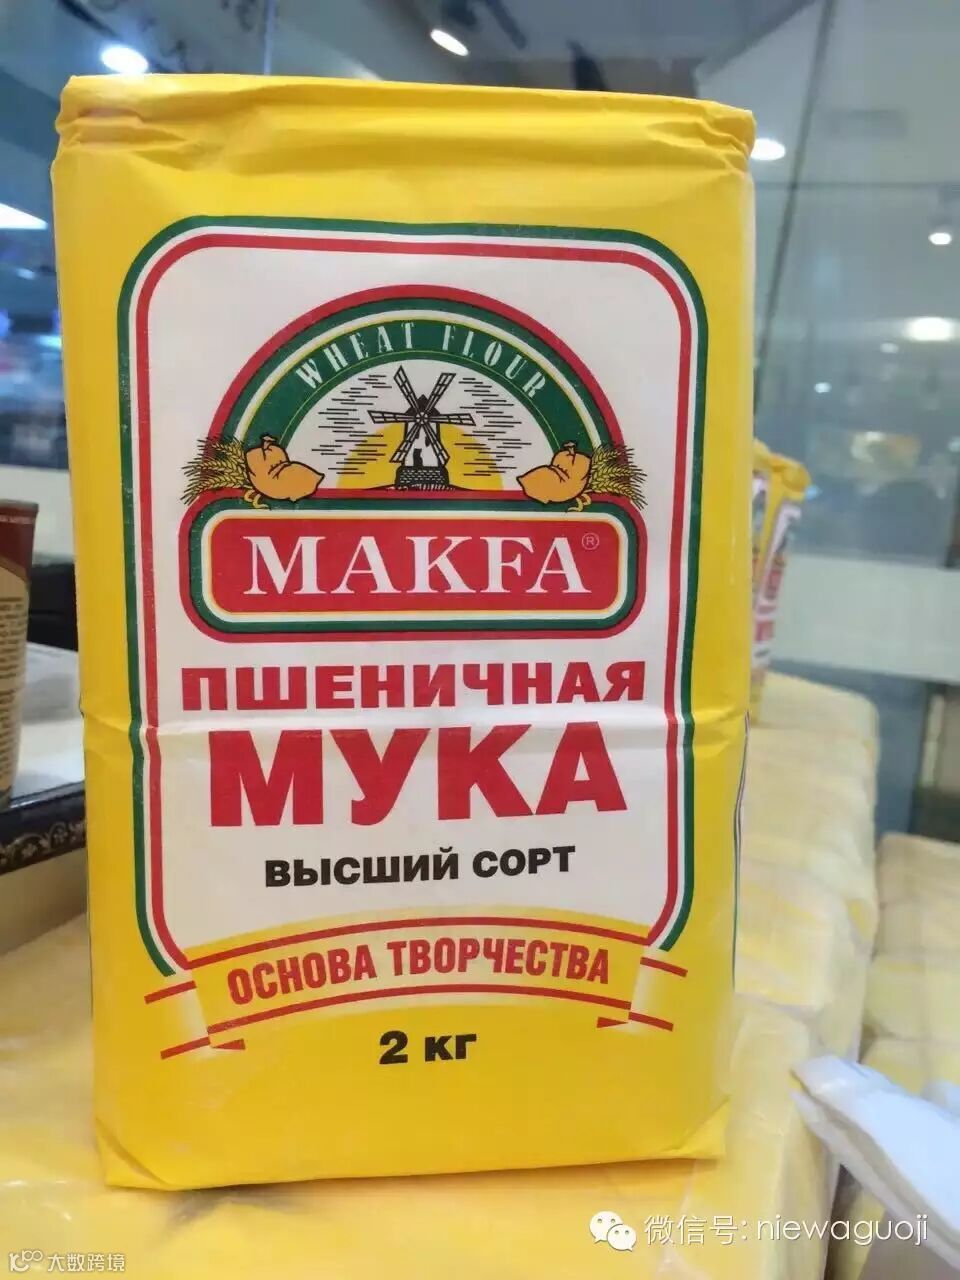 WHEAT FLOUR
MAKFA®
ПШЕНИЧНАЯ
МУКА
ВЫСШИЙ СОРТ
ОСНОВА ТВОРЧЕСТВА
2 кг
微信号: niewaguoji
大数跨境